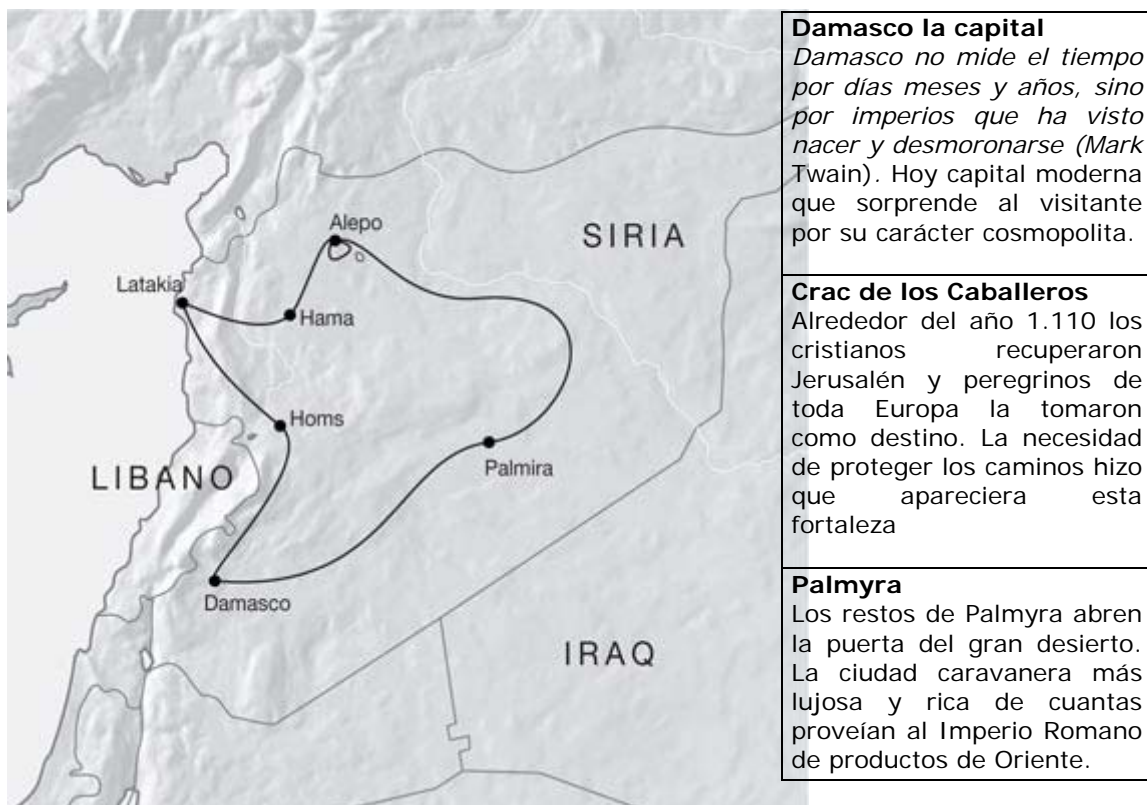 Alepo
SIRIA
Latakia
Hama
Homs
LIBANO
Palmira
Damasco
IRAQ
Damasco la capital
Damasco no mide el tiempo
por días meses y años, sino
por imperios que ha visto
nacer y desmoronarse (Mark
Twain). Hoy capital moderna
que sorprende al visitante
por su carácter cosmopolita.
Crac de los Caballeros
Alrededor del año 1.110 los
cristianos recuperaron
Jerusalén y peregrinos de
toda Europa la tomaron
como destino. La necesidad
de proteger los caminos hizo
que apareciera esta
fortaleza
Palmyra
Los restos de Palmyra abren
la puerta del gran desierto.
La ciudad caravanera más
lujosa y rica de cuantas
proveían al Imperio Romano
de productos de Oriente.